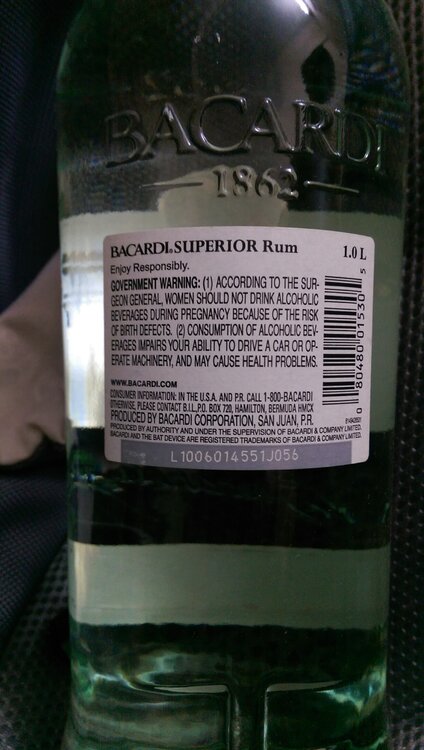 BACARDI
1862
BACARDI® SUPERIOR Rum 1.0 L
Enjoy Responsibly.
GOVERNMENT WARNING: (1) ACCORDING TO THE SUR-
GEON GENERAL, WOMEN SHOULD NOT DRINK ALCOHOLIC
BEVERAGES DURING PREGNANCY BECAUSE OF THE RISK
OF BIRTH DEFECTS. (2) CONSUMPTION OF ALCOHOLIC BEV-
ERAGES IMPAIRS YOUR ABILITY TO DRIVE A CAR OR OP-
ERATE MACHINERY, AND MAY CAUSE HEALTH PROBLEMS.
0 80480 01530 5
WWW.BACARDI.COM
CONSUMER INFORMATION: IN THE U.S.A. AND P.R. CALL 1-800-BACARDI
OTHERWISE, PLEASE CONTACT B.I.L., P.O. BOX 720, HAMILTON, BERMUDA HMCX
PRODUCED BY BACARDI CORPORATION, SAN JUAN, P.R.
PRODUCED BY AUTHORITY AND UNDER THE SUPERVISION OF BACARDI & COMPANY LIMITED.
BACARDI AND THE BAT DEVICE ARE REGISTERED TRADEMARKS OF BACARDI & COMPANY LIMITED.
L1006014551J056